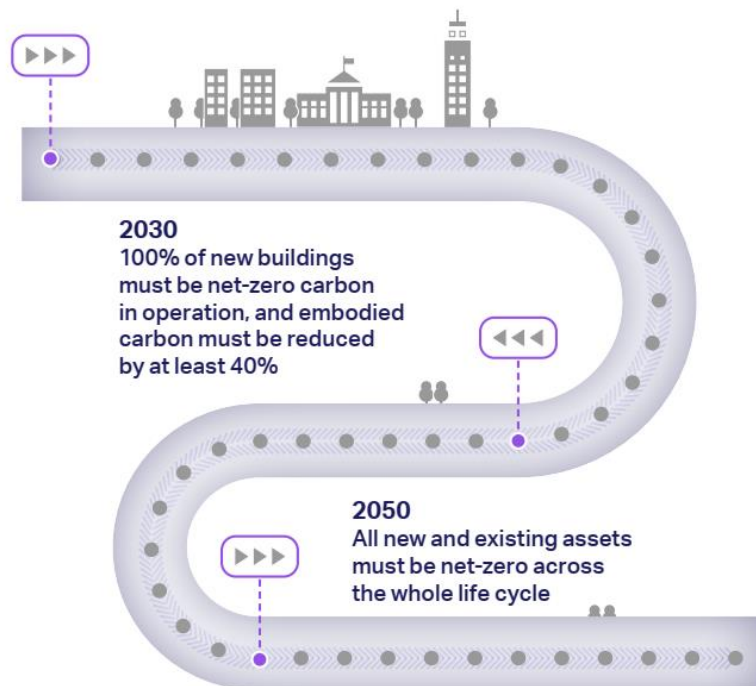 2030
100% of new buildings
must be net-zero carbon
in operation, and embodied
carbon must be reduced
by at least 40%
2050
All new and existing assets
must be net-zero across
the whole life cycle